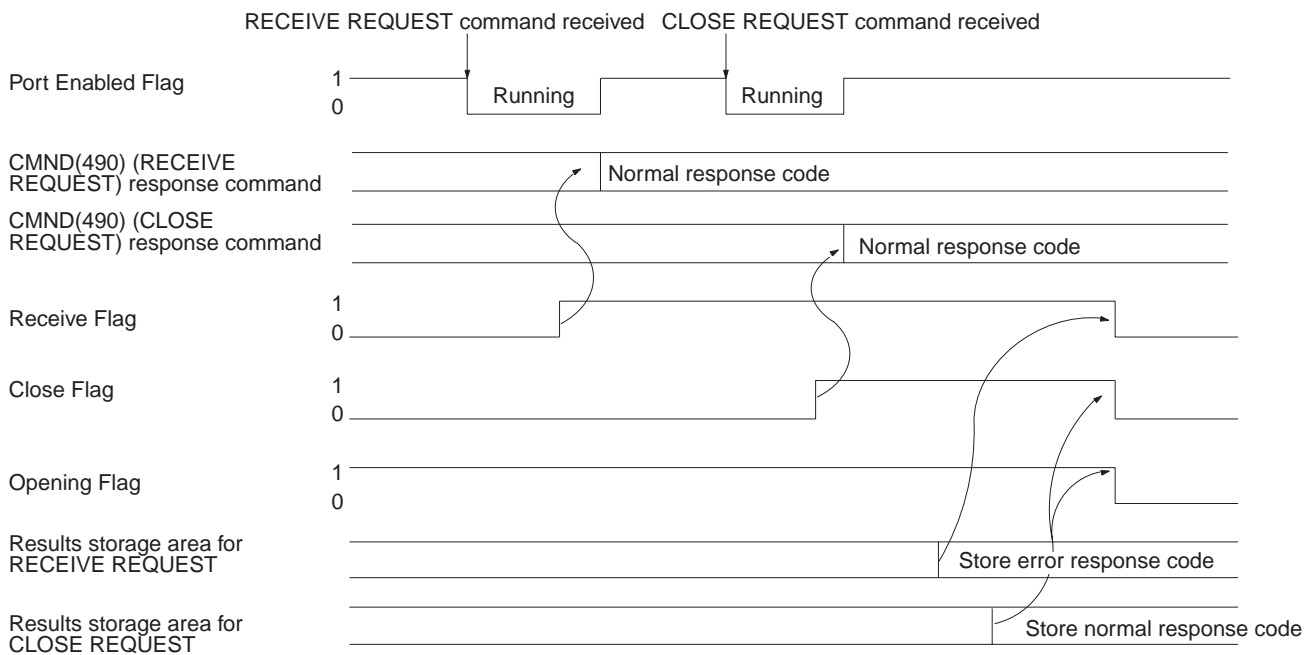 RECEIVE REQUEST command received CLOSE REQUEST command received
Port Enabled Flag
1
0
Running
Running
CMND(490) (RECEIVE
REQUEST) response command
Normal response code
CMND(490) (CLOSE
REQUEST) response command
Normal response code
Receive Flag
1
0
Close Flag
1
0
Opening Flag
1
0
Results storage area for
RECEIVE REQUEST
Store error response code
Results storage area for
CLOSE REQUEST
Store normal response code